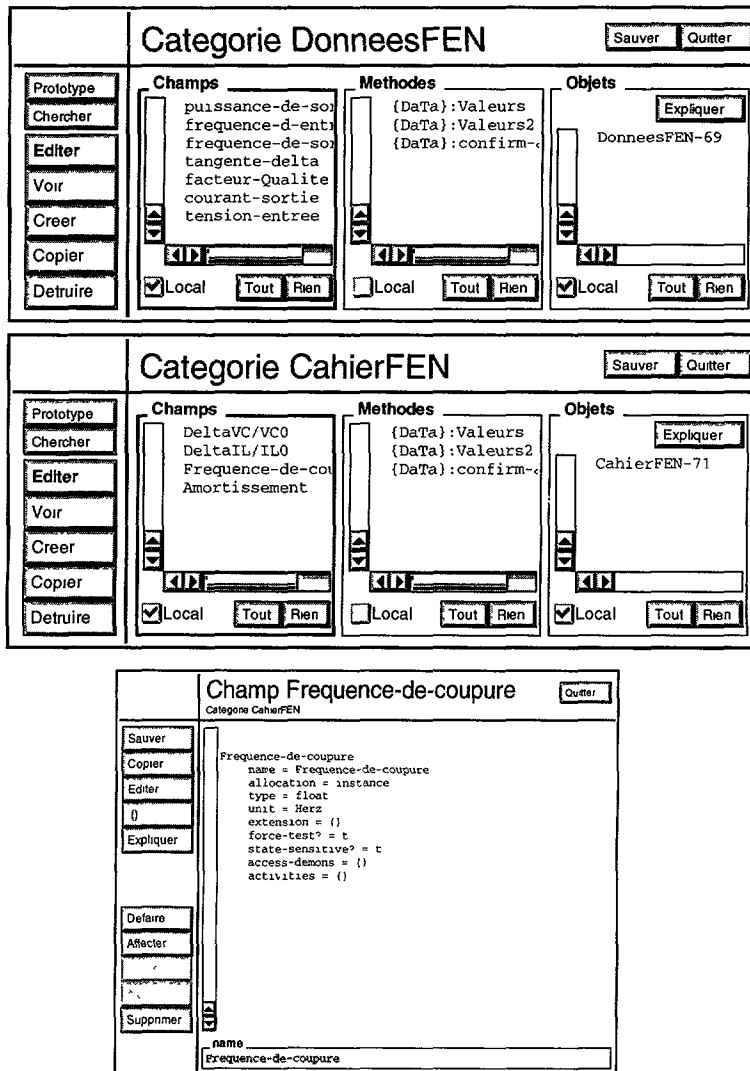 Categorie DonneesFEN
Sauver
Quitter
Prototype
Chercher
Editer
Voir
Creer
Copier
Detruire
Champs
puissance-de-so
frequence-d-ent
frequence-de-so
tangente-delta
facteur-Qualite
courant-sortie
tension-entree
Local
Tout
Rien
Methodes
{DaTa}:Valeurs
{DaTa}:Valeurs2
{DaTa}:confirm-
Local
Tout
Rien
Objets
Expliquer
DonneesFEN-69
Local
Tout
Rien
Categorie CahierFEN
Sauver
Quitter
Prototype
Chercher
Editer
Voir
Creer
Copier
Detruire
Champs
DeltaVC/VC0
DeltaIL/IL0
Frequence-de-cou
Amortissement
Local
Tout
Rien
Methodes
{DaTa}:Valeurs
{DaTa}:Valeurs2
{DaTa}:confirm-
Local
Tout
Rien
Objets
Expliquer
CahierFEN-71
Local
Tout
Rien
Champ Frequence-de-coupure
Categorie CahierFEN
Quitter
Sauver
Copier
Editer
()
Expliquer
Defaire
Affecter
Supprimer
Frequence-de-coupure
name = Frequence-de-coupure
allocation = instance
type = float
unit = Herz
extension = ()
force-test? = t
state-sensitive? = t
access-demons = ()
activities = ()
name
Frequence-de-coupure